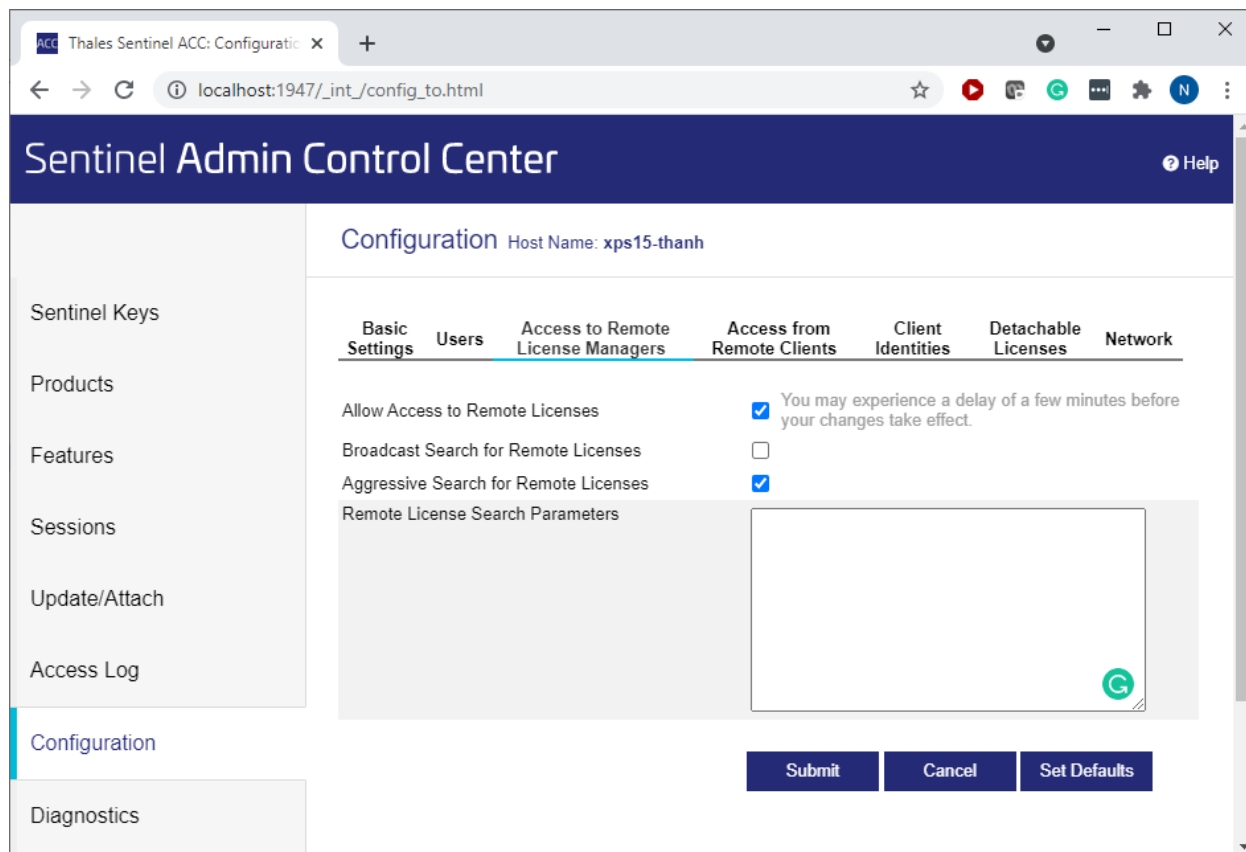 ACC Thales Sentinel ACC: Configuratic
localhost:1947/_int_/config_to.html
N
Sentinel Admin Control Center
Help
Configuration Host Name: xps15-thanh
Sentinel Keys
Products
Features
Sessions
Update/Attach
Access Log
Configuration
Diagnostics
Basic
Settings
Users
Access to Remote
License Managers
Access from
Remote Clients
Client
Identities
Detachable
Licenses
Network
Allow Access to Remote Licenses
You may experience a delay of a few minutes before
your changes take effect.
Broadcast Search for Remote Licenses
Aggressive Search for Remote Licenses
Remote License Search Parameters
Submit
Cancel
Set Defaults